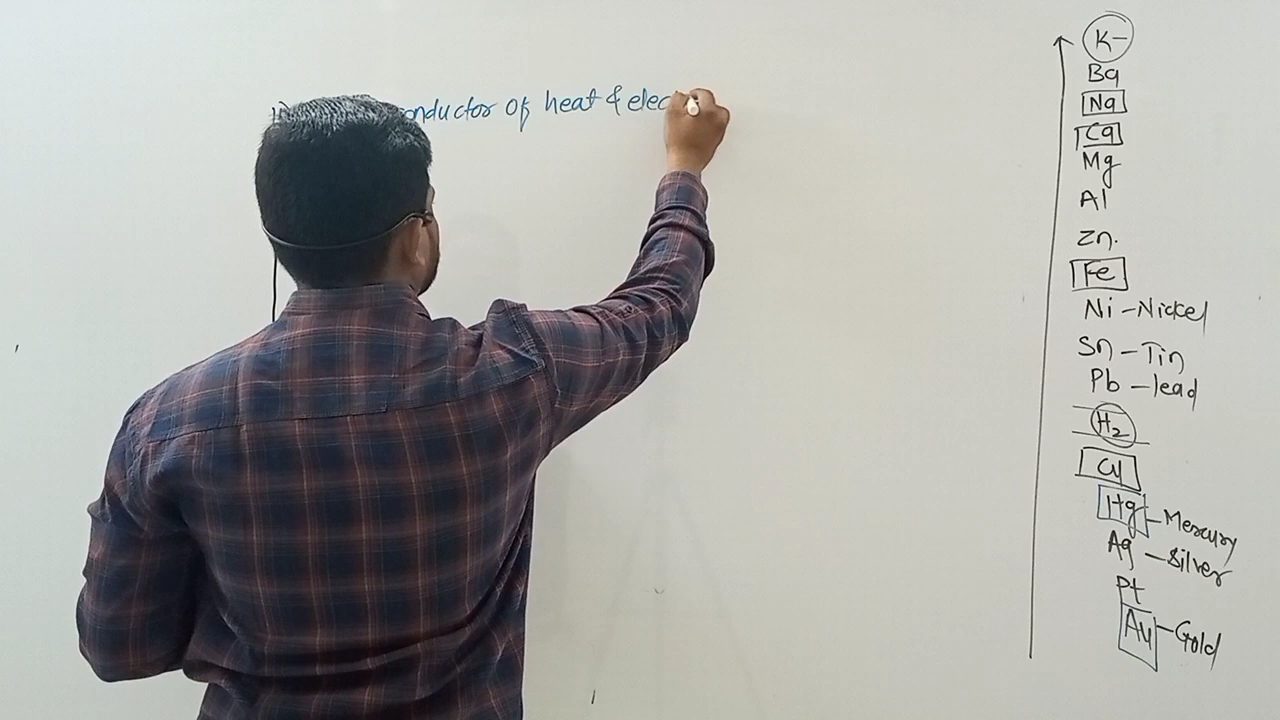 conductor of heat & elec
K
Ba
Na
Ca
Mg
Al
Zn.
Fe
Ni - Nickel
Sn - Tin
Pb - lead
H2
Cu
Hg - Mercury
Ag - Silver
Pt
Au - Gold